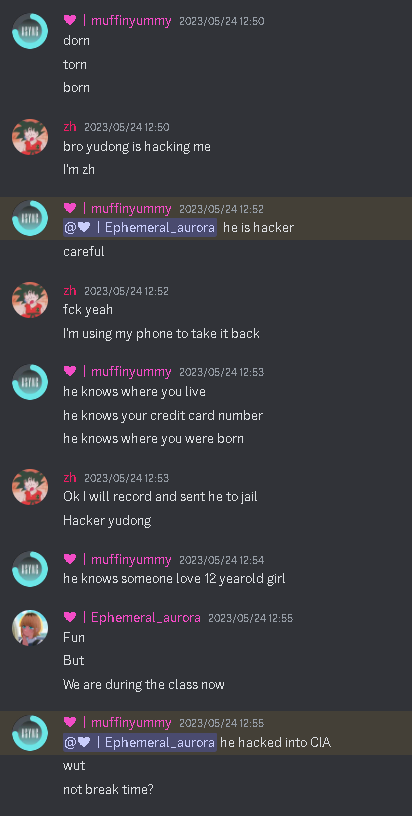 ♥ | muffinyummy 2023/05/24 12:50
dorn
torn
born
zh 2023/05/24 12:50
bro yudong is hacking me
I'm zh
♥ | muffinyummy 2023/05/24 12:52
@♥ | Ephemeral_aurora he is hacker
careful
zh 2023/05/24 12:52
fck yeah
I'm using my phone to take it back
♥ | muffinyummy 2023/05/24 12:53
he knows where you live
he knows your credit card number
he knows where you were born
zh 2023/05/24 12:53
Ok I will record and sent he to jail
Hacker yudong
♥ | muffinyummy 2023/05/24 12:54
he knows someone love 12 yearold girl
♥ | Ephemeral_aurora 2023/05/24 12:55
Fun
But
We are during the class now
♥ | muffinyummy 2023/05/24 12:55
@♥ | Ephemeral_aurora he hacked into CIA
wut
not break time?